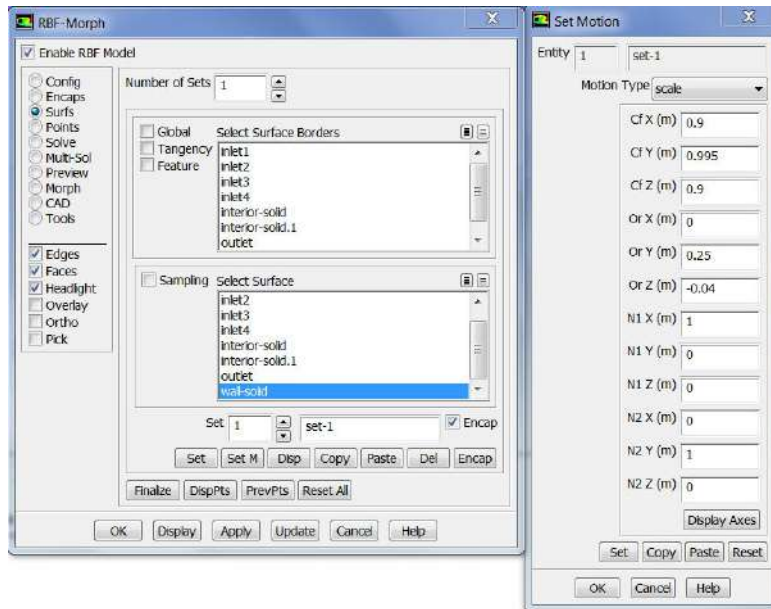 RBF-Morph
Enable RBF Model
Config
Encaps
Surfs
Points
Solve
Multi-Sol
Preview
Morph
CAD
Tools
Edges
Faces
Headlight
Overlay
Ortho
Pick
Number of Sets 1
Global
Tangency
Feature
Select Surface Borders
inlet1
inlet2
inlet3
inlet4
interior-solid
interior-solid.1
outlet
Sampling Select Surface
inlet2
inlet3
inlet4
interior-solid
interior-solid.1
outlet
wall-solid
Set 1 set-1 Encap
Set Set M Disp Copy Paste Del Encap
Finalize DispPts PrevPts Reset All
OK Display Apply Update Cancel Help
Set Motion
Entity 1 set-1
Motion Type scale
Cf X (m) 0.9
Cf Y (m) 0.995
Cf Z (m) 0.9
Or X (m) 0
Or Y (m) 0.25
Or Z (m) -0.04
N1 X (m) 1
N1 Y (m) 0
N1 Z (m) 0
N2 X (m) 0
N2 Y (m) 1
N2 Z (m) 0
Display Axes
Set Copy Paste Reset
OK Cancel Help